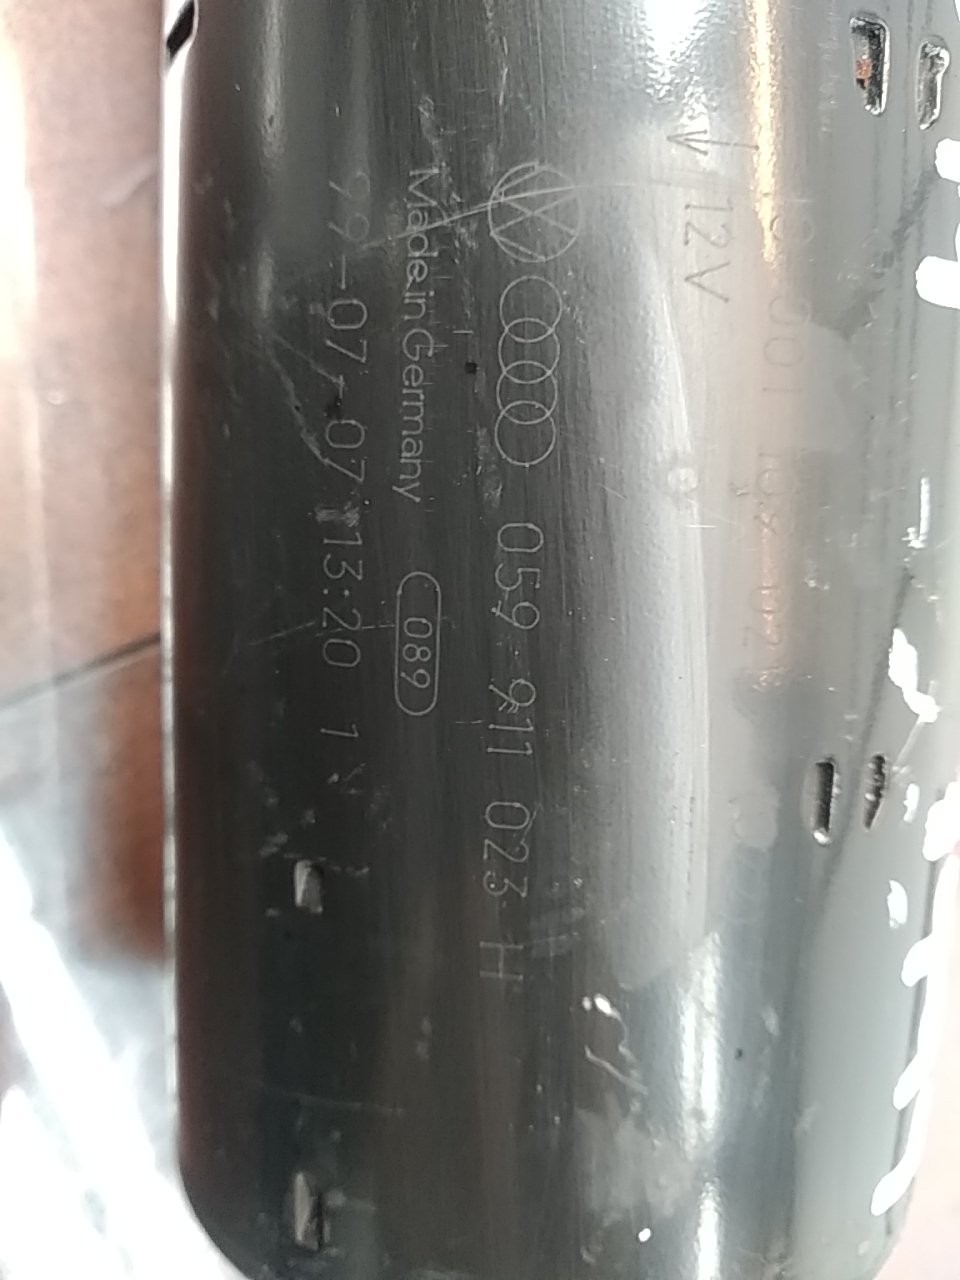 12V
059 911 023 H
Made in Germany 089
99-07-07 13:20 1